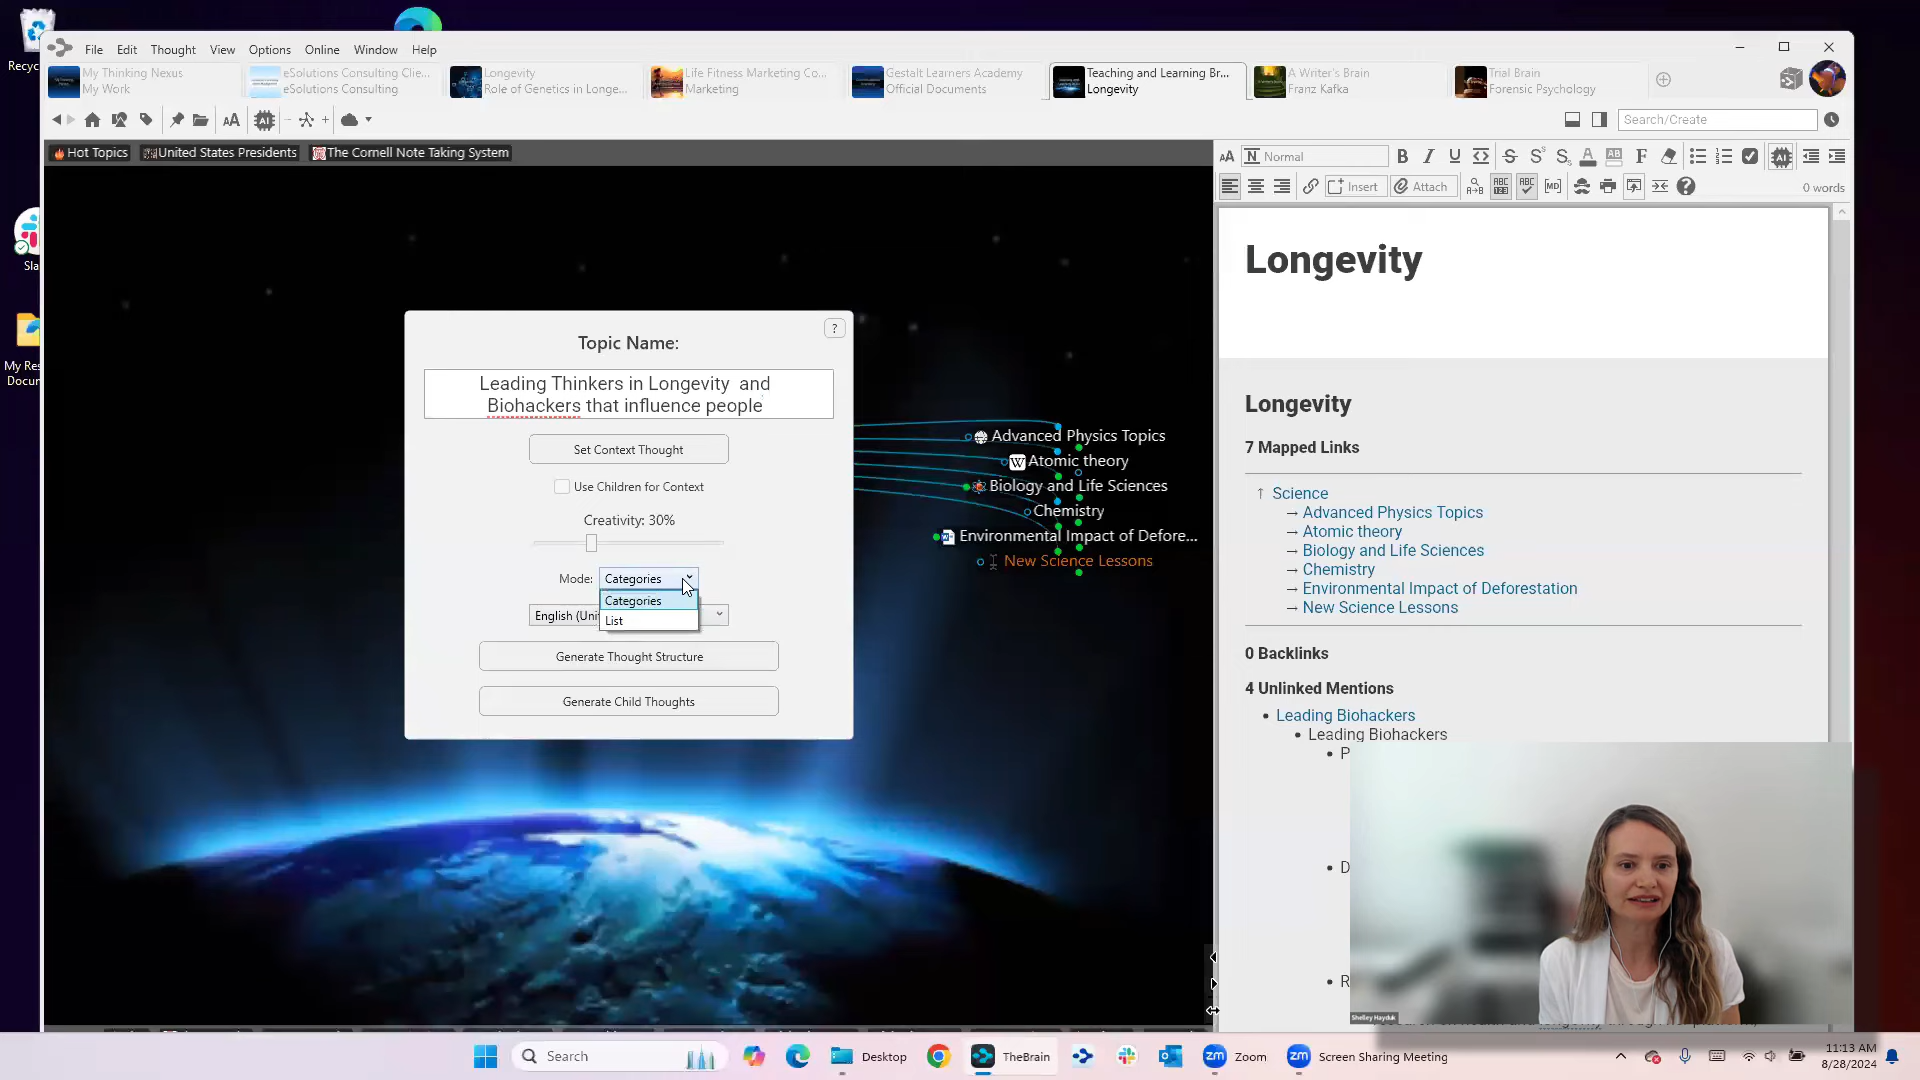 Recyc
Sla
My Res
Docum
File Edit Thought View Options Online Window Help
My Thinking Nexus
My Work
eSolutions Consulting Clie...
eSolutions Consulting
Longevity
Role of Genetics in Longe...
Life Fitness Marketing Co...
Marketing
Gestalt Learners Academy
Official Documents
Teaching and Learning Br...
Longevity
A Writer's Brain
Franz Kafka
Trial Brain
Forensic Psychology
Search/Create
Hot Topics United States Presidents The Cornell Note Taking System
Normal
Insert Attach
0 words
Topic Name:
Leading Thinkers in Longevity and
Biohackers that influence people
Set Context Thought
Use Children for Context
Creativity: 30%
Mode: Categories
Categories
List
English (Uni
Generate Thought Structure
Generate Child Thoughts
Advanced Physics Topics
Atomic theory
Biology and Life Sciences
Chemistry
Environmental Impact of Defore...
New Science Lessons
Longevity
Longevity
7 Mapped Links
↑ Science
→ Advanced Physics Topics
→ Atomic theory
→ Biology and Life Sciences
→ Chemistry
→ Environmental Impact of Deforestation
→ New Science Lessons
0 Backlinks
4 Unlinked Mentions
• Leading Biohackers
• Leading Biohackers
• P
• D
• R
Shelley Hayduk
Search
Desktop
TheBrain
Zoom
Screen Sharing Meeting
11:13 AM
8/28/2024